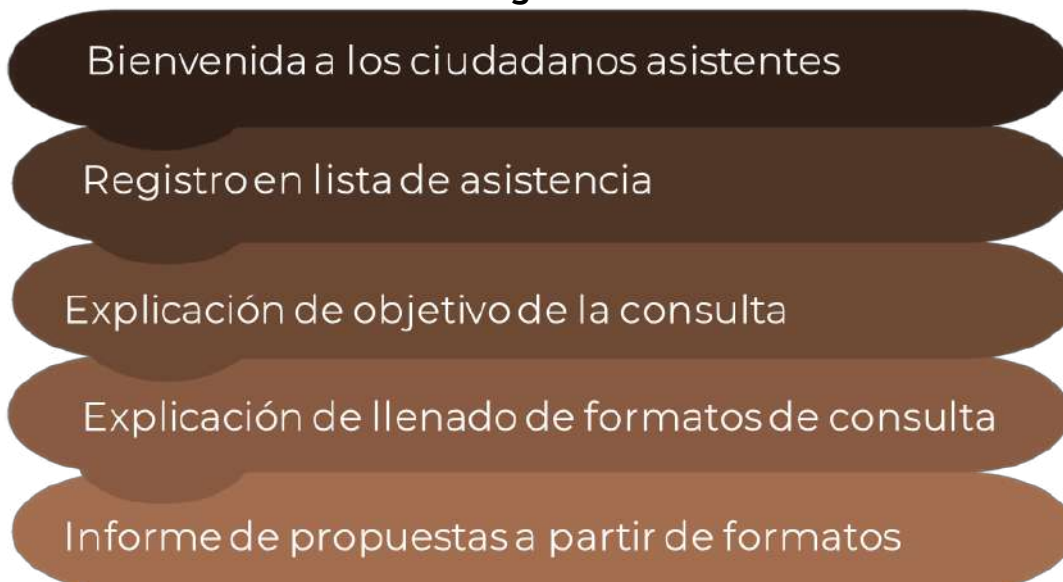 Bienvenida a los ciudadanos asistentes
Registro en lista de asistencia
Explicación de objetivo de la consulta
Explicación de llenado de formatos de consulta
Informe de propuestas a partir de formatos